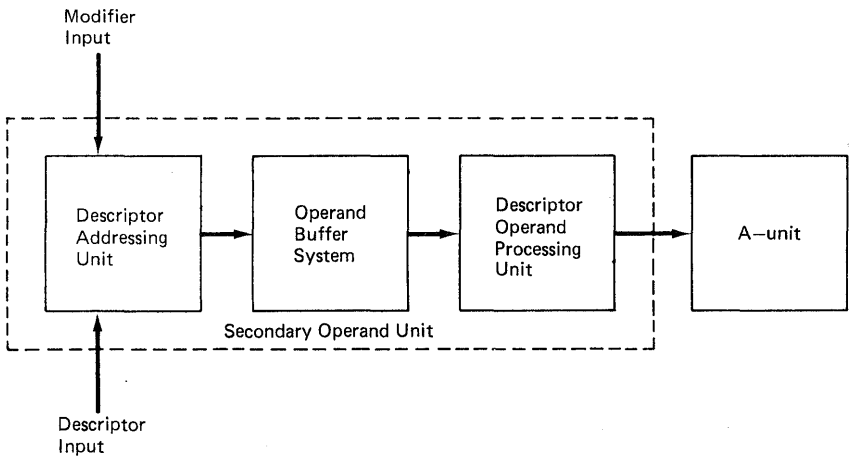 Modifier
Input
Descriptor
Addressing
Unit
Operand
Buffer
System
Descriptor
Operand
Processing
Unit
A-unit
Secondary Operand Unit
Descriptor
Input